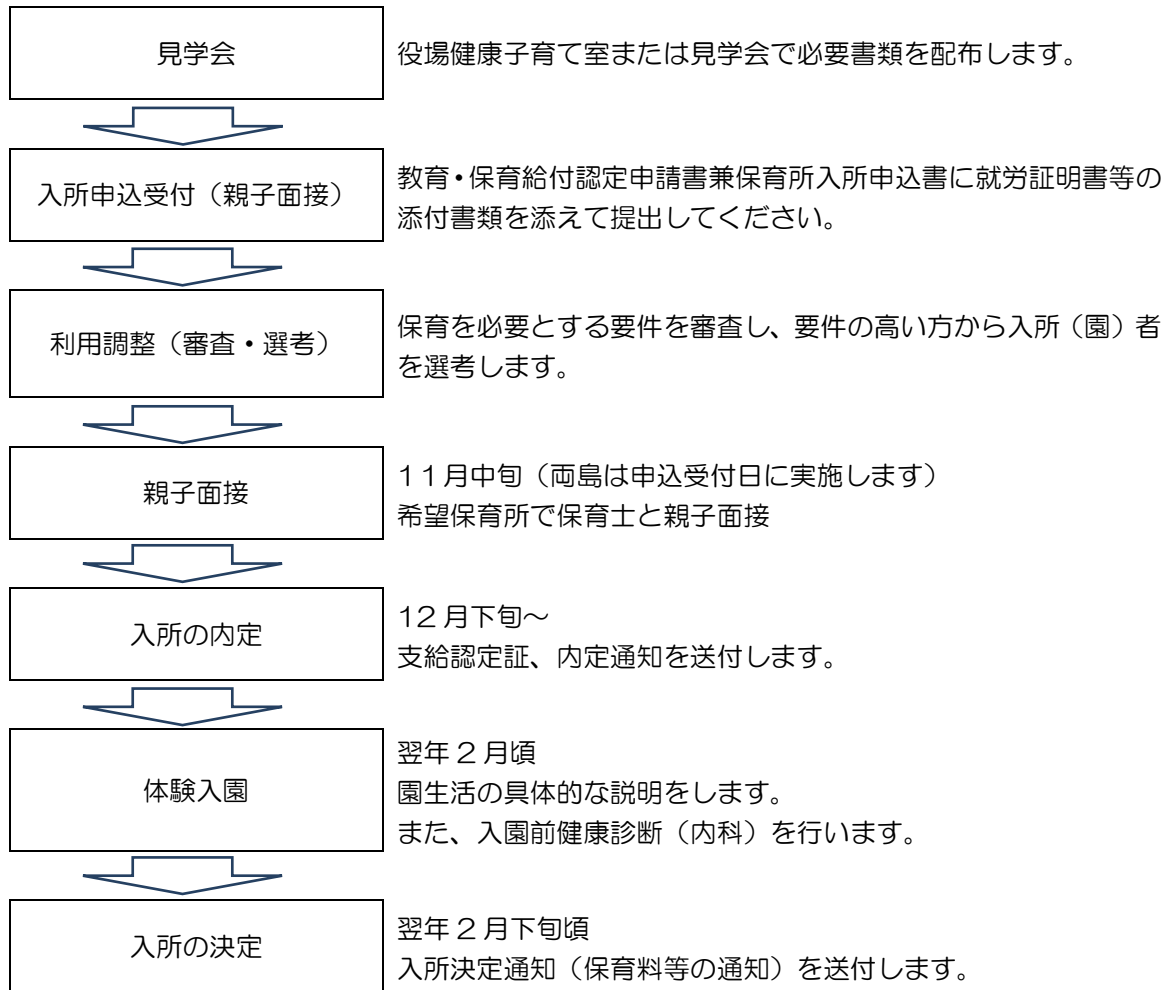 見学会
役場健康子育て室または見学会で必要書類を配布します。
入所申込受付（親子面接）
教育・保育給付認定申請書兼保育所入所申込書に就労証明書等の
添付書類を添えて提出してください。
利用調整（審査・選考）
保育を必要とする要件を審査し、要件の高い方から入所（園）者
を選考します。
親子面接
11月中旬（両島は申込受付日に実施します）
希望保育所で保育士と親子面接
入所の内定
12月下旬～
支給認定証、内定通知を送付します。
体験入園
翌年2月頃
園生活の具体的な説明をします。
また、入園前健康診断（内科）を行います。
入所の決定
翌年2月下旬頃
入所決定通知（保育料等の通知）を送付します。